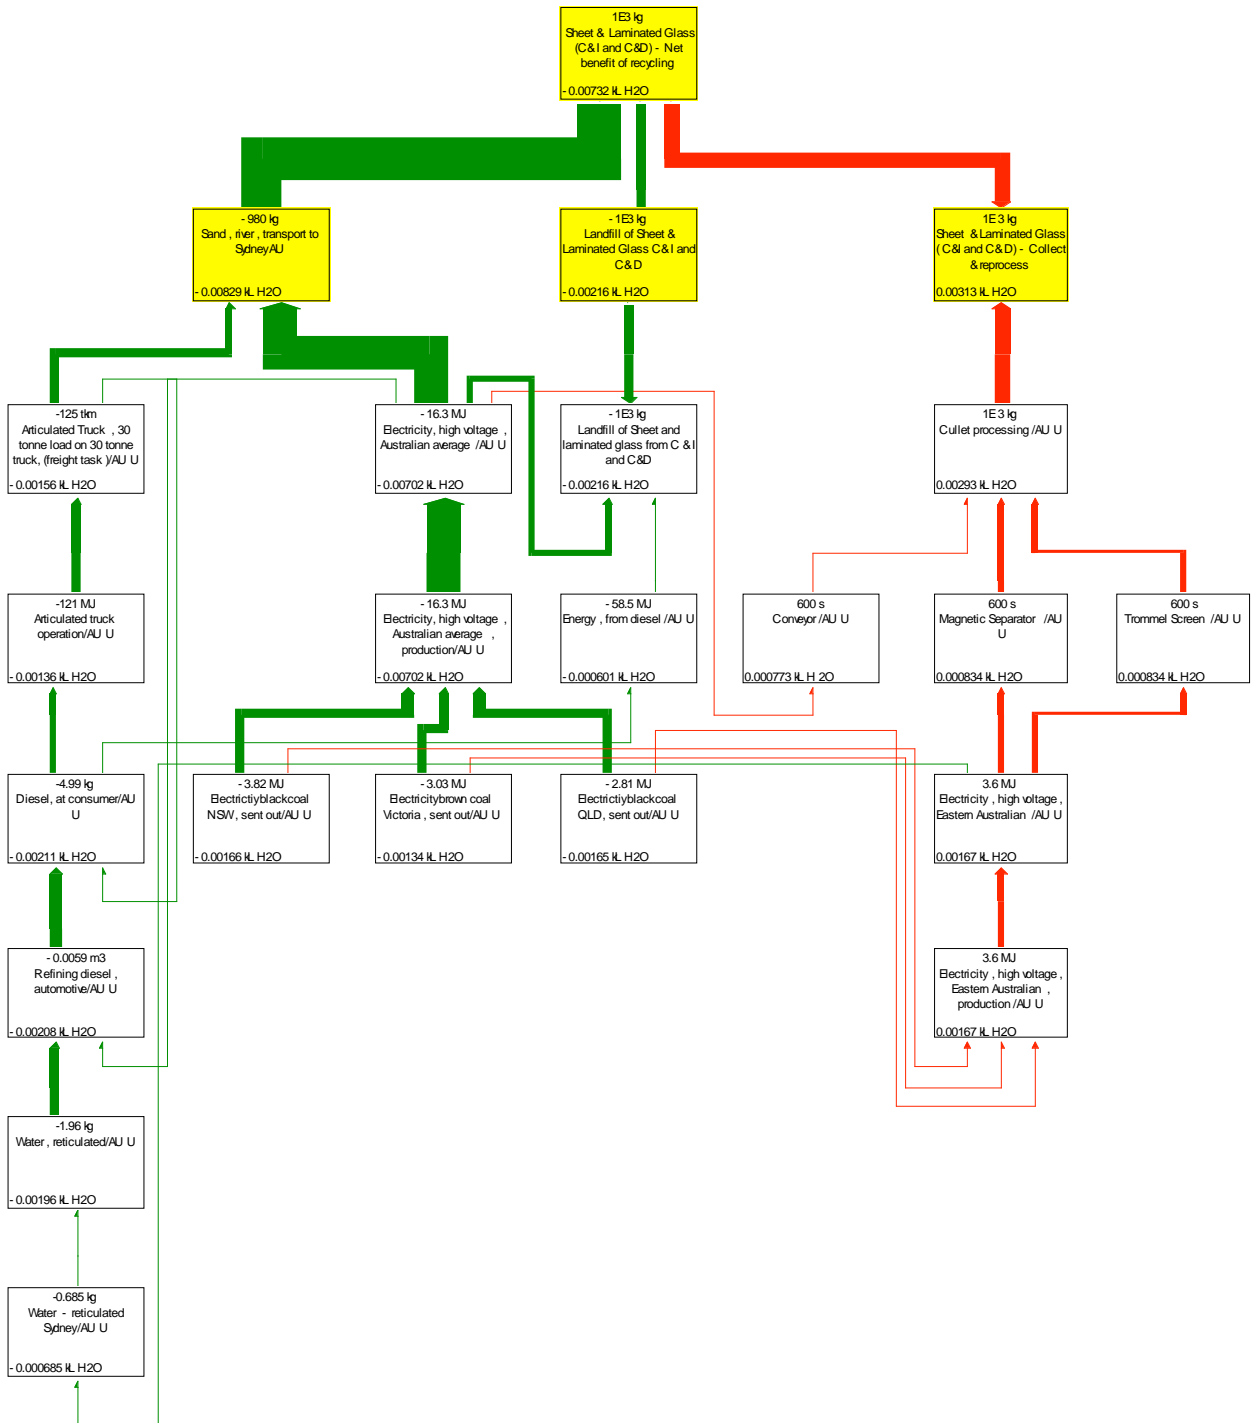 1E3 kg
Sheet & Laminated Glass
(C&I and C&D) - Net
benefit of recycling
- 0.00732 kL H2O
- 980 kg
Sand , river , transport to
Sydney AU
- 0.00829 kL H2O
- 1E3 kg
Landfill of Sheet &
Laminated Glass C&I and
C&D
- 0.00216 kL H2O
1E3 kg
Sheet & Laminated Glass
( C&I and C&D) - Collect
& reprocess
0.00313 kL H2O
-125 tkm
Articulated Truck , 30
tonne load on 30 tonne
truck, (freight task )/AU U
- 0.00156 kL H2O
- 16.3 MJ
Electricity, high voltage ,
Australian average /AU U
- 0.00702 kL H2O
- 1E3 kg
Landfill of Sheet and
laminated glass from C & I
and C&D
- 0.00216 kL H2O
1E3 kg
Cullet processing /AU U
0.00293 kL H2O
-121 MJ
Articulated truck
operation/AU U
- 0.00136 kL H2O
- 16.3 MJ
Electricity, high voltage ,
Australian average ,
production/AU U
- 0.00702 kL H2O
- 58.5 MJ
Energy , from diesel /AU U
-0.000601 kL H2O
600 s
Conveyor /AU U
0.000773 kL H2O
600 s
Magnetic Separator /AU
U
0.000834 kL H2O
600 s
Trommel Screen /AU U
0.000834 kL H2O
-4.99 kg
Diesel, at consumer/AU
U
- 0.00211 kL H2O
- 3.82 MJ
Electrictiyblackcoal
NSW , sent out/AU U
- 0.00166 kL H2O
- 3.03 MJ
Electricitybrown coal
Victoria , sent out/AU U
- 0.00134 kL H2O
- 2.81 MJ
Electrictiyblackcoal
QLD, sent out/AU U
- 0.00165 kL H2O
3.6 MJ
Electricity , high voltage ,
Eastern Australian /AU U
0.00167 kL H2O
- 0.0059 m3
Refining diesel ,
automotive/AU U
- 0.00208 kL H2O
3.6 MJ
Electricity , high voltage ,
Eastern Australian ,
production /AU U
0.00167 kL H2O
-1.96 kg
Water , reticulated/AU U
- 0.00196 kL H2O
-0.685 kg
Water - reticulated
Sydney/AU U
- 0.000685 kL H2O